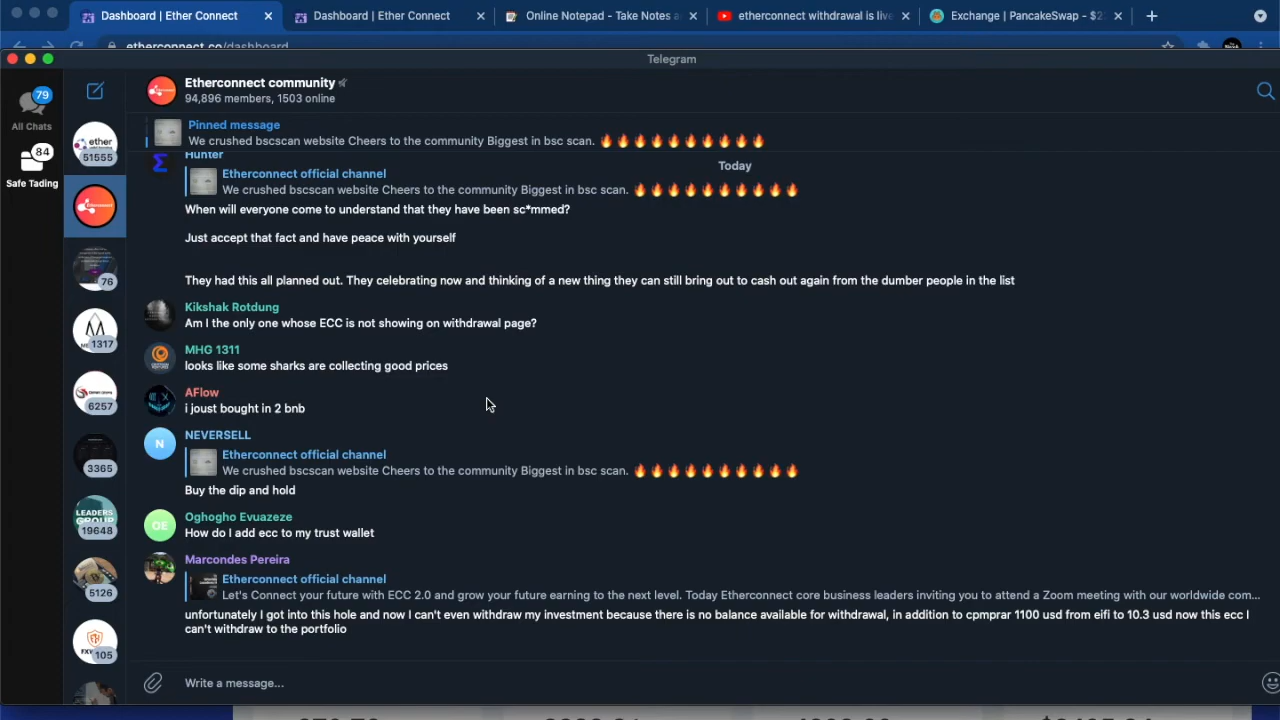 Dashboard | Ether Connect
Dashboard | Ether Connect
Online Notepad - Take Notes a
etherconnect withdrawal is live
Exchange | PancakeSwap - $2
etherconnect.co/dashboard
Telegram
79
All Chats
84
Safe Tading
ether
51555
76
1317
6257
3365
LEADERS
GROUP
19648
5126
105
Etherconnect community
94,896 members, 1503 online
Pinned message
We crushed bscscan website Cheers to the community Biggest in bsc scan. 🔥🔥🔥🔥🔥🔥🔥🔥🔥🔥
Hunter
Today
Etherconnect official channel
We crushed bscscan website Cheers to the community Biggest in bsc scan. 🔥🔥🔥🔥🔥🔥🔥🔥🔥🔥
When will everyone come to understand that they have been sc*mmed?
Just accept that fact and have peace with yourself
They had this all planned out. They celebrating now and thinking of a new thing they can still bring out to cash out again from the dumber people in the list
Kikshak Rotdung
Am I the only one whose ECC is not showing on withdrawal page?
MHG 1311
looks like some sharks are collecting good prices
AFlow
i joust bought in 2 bnb
N
NEVERSELL
Etherconnect official channel
We crushed bscscan website Cheers to the community Biggest in bsc scan. 🔥🔥🔥🔥🔥🔥🔥🔥🔥🔥
Buy the dip and hold
OE
Oghogho Evuazeze
How do I add ecc to my trust wallet
Marcondes Pereira
Etherconnect official channel
Let's Connect your future with ECC 2.0 and grow your future earning to the next level. Today Etherconnect core business leaders inviting you to attend a Zoom meeting with our worldwide com...
unfortunately I got into this hole and now I can't even withdraw my investment because there is no balance available for withdrawal, in addition to cpmprar 1100 usd from eifi to 10.3 usd now this ecc I
can't withdraw to the portfolio
Write a message...